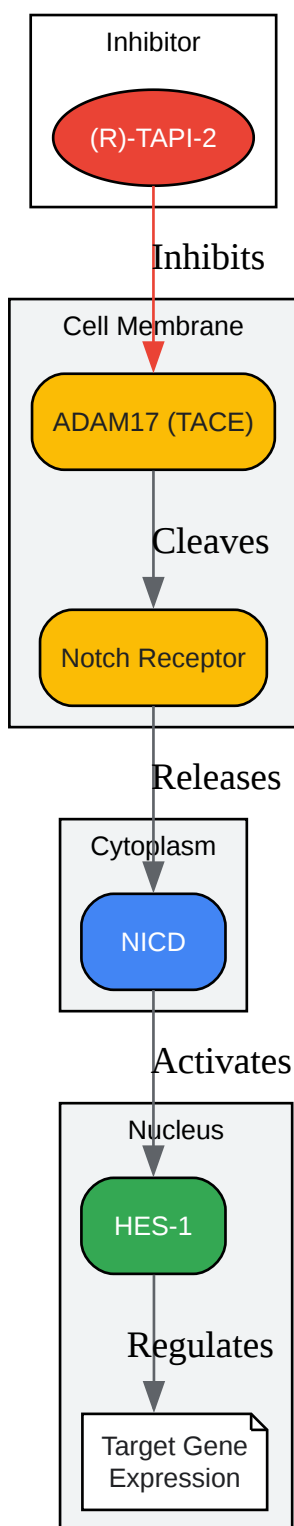 Inhibitor
(R)-TAPI-2
Inhibits
Cell Membrane
ADAM17 (TACE)
Cleaves
Notch Receptor
Releases
Cytoplasm
NICD
Activates
Nucleus
HES-1
Regulates
Target Gene
Expression